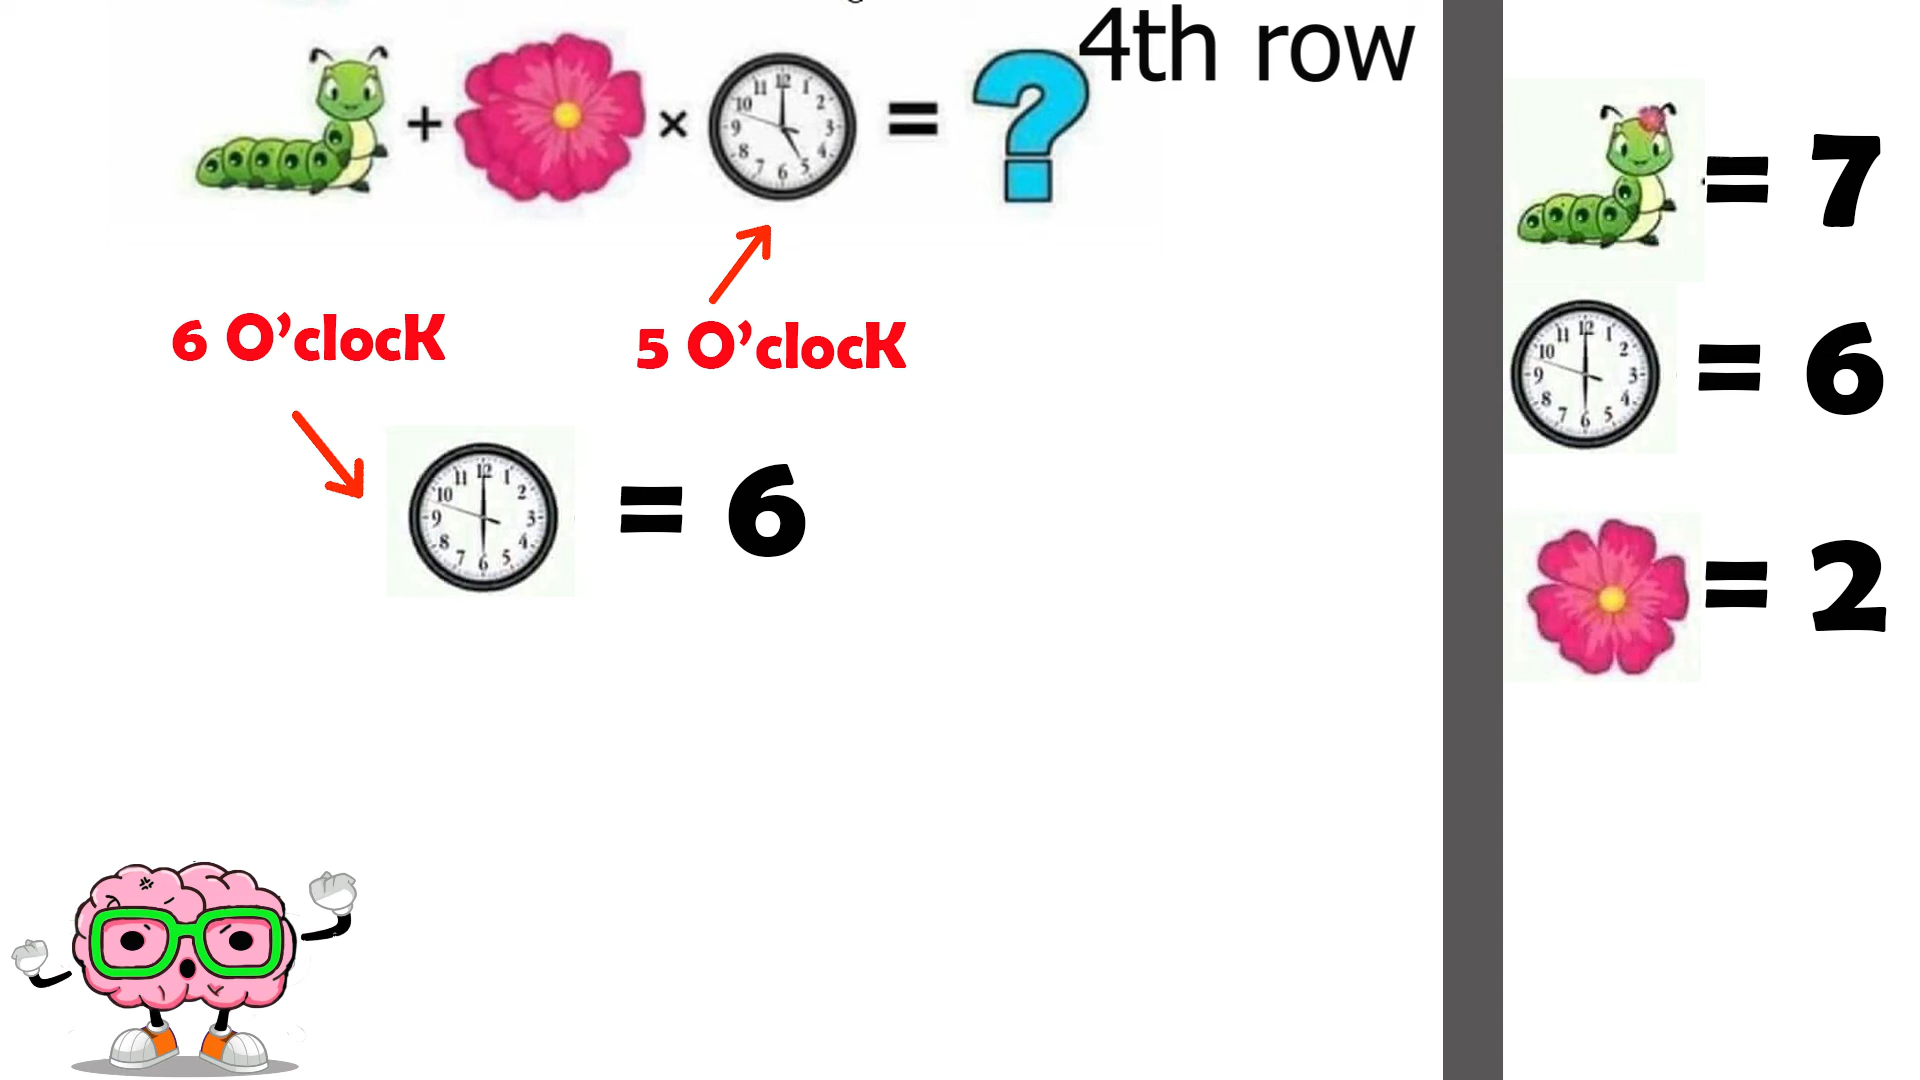 4th row
+ × = ?
= 7
6 O'clocK
5 O'clocK
= 6
= 6
= 2